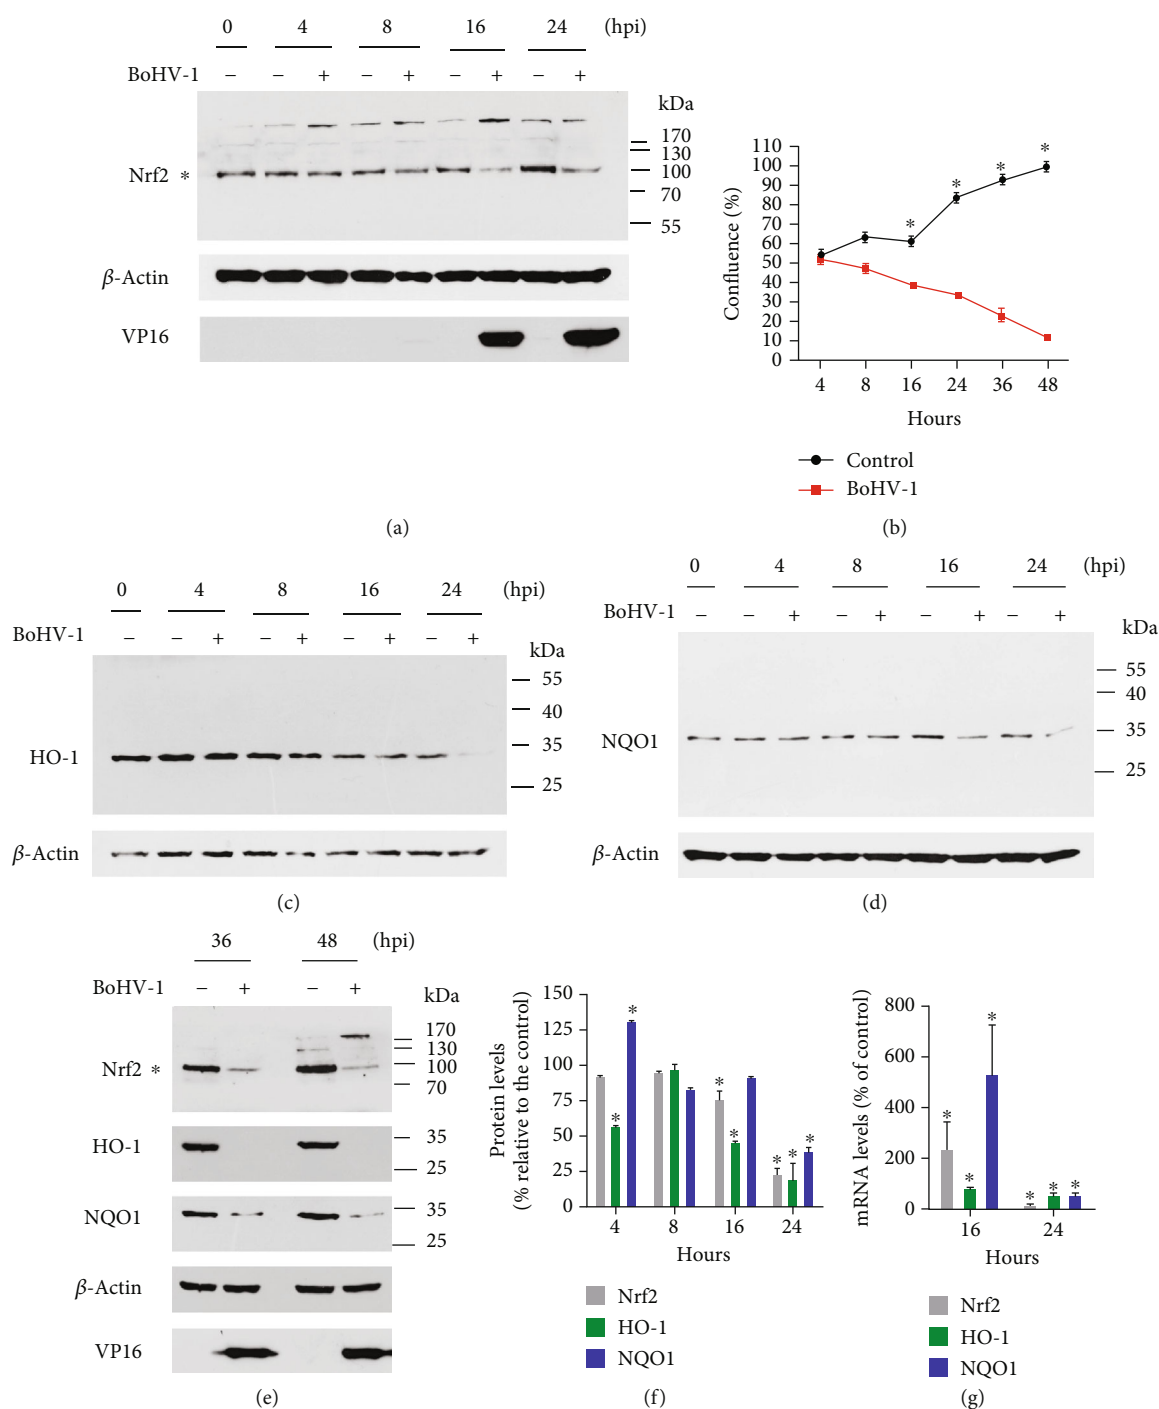 0 4 8 16 24 (hpi)
BoHV-1 – – + – + – + – +
kDa
170
130
Nrf2 * 100
70
55
β-Actin
VP16
110
100
90
80
70
60
50
40
30
20
10
0
Confluence (%)
* * * *
4 8 16 24 36 48
Hours
Control
BoHV-1
(a)
(b)
0 4 8 16 24 (hpi)
BoHV-1 – – + – + – + – +
kDa
55
40
HO-1 35
25
β-Actin
(c)
0 4 8 16 24 (hpi)
BoHV-1 – – + – + – + – +
kDa
55
40
NQO1 35
25
β-Actin
(d)
36 48 (hpi)
BoHV-1 – + – +
kDa
170
130
Nrf2 * 100
70
HO-1 35
25
NQO1 35
25
β-Actin
VP16
(e)
150
125
100
75
50
25
0
Protein levels
(% relative to the control)
* * * * * * *
4 8 16 24
Hours
Nrf2
HO-1
NQO1
(f)
800
600
400
200
0
mRNA levels (% of control)
* * * * * *
16 24
Hours
Nrf2
HO-1
NQO1
(g)